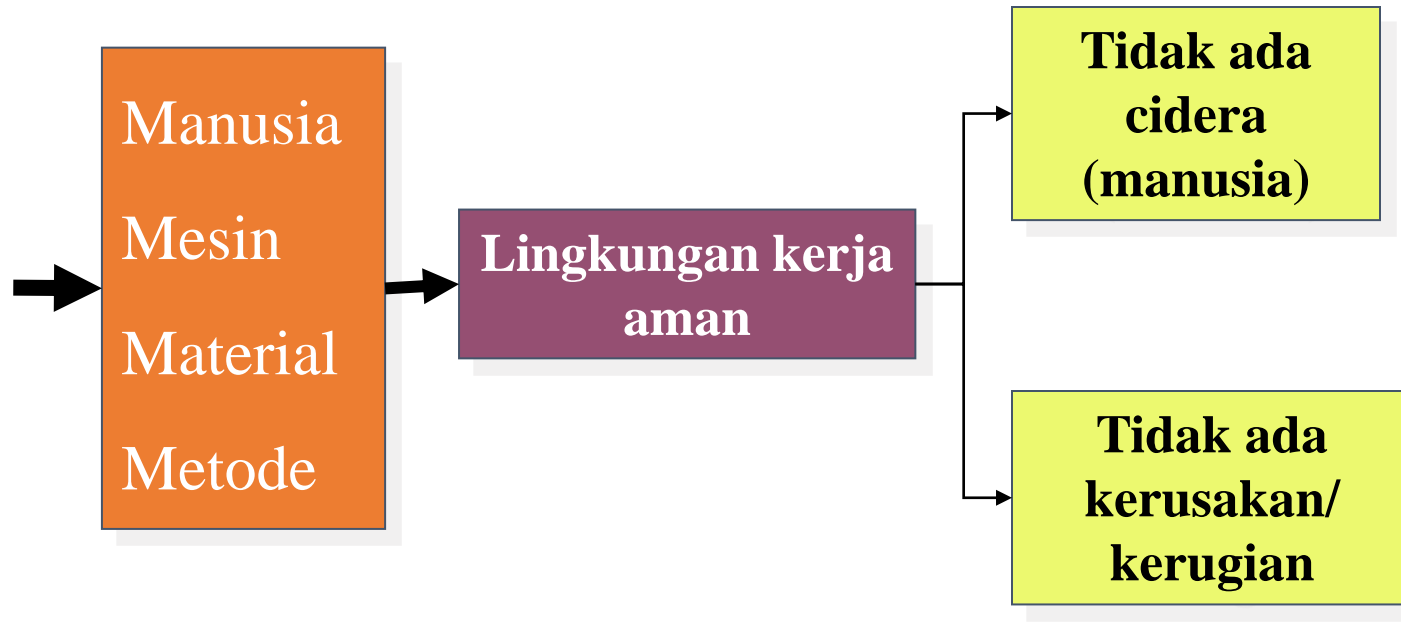 Manusia
Mesin
Material
Metode
Lingkungan kerja
aman
Tidak ada
cidera
(manusia)
Tidak ada
kerusakan/
kerugian